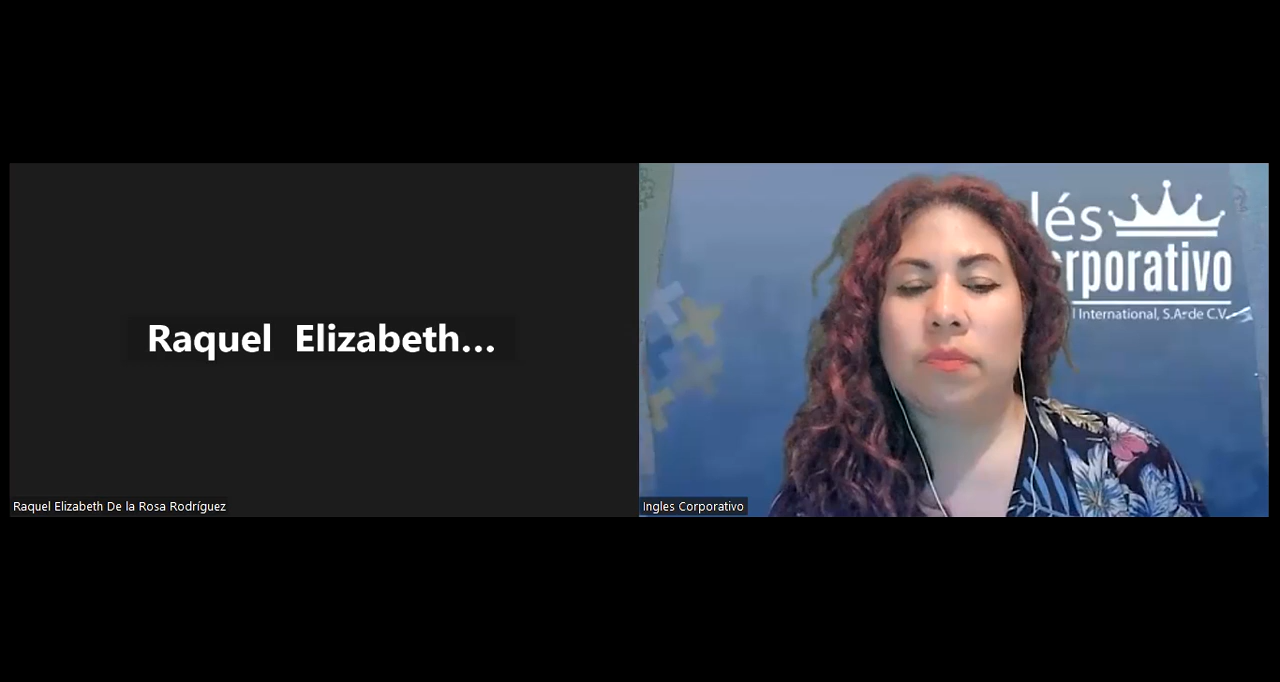 Raquel Elizabeth...
Raquel Elizabeth De la Rosa Rodríguez
lés
rporativo
l International, S.A. de C.V.
Ingles Corporativo